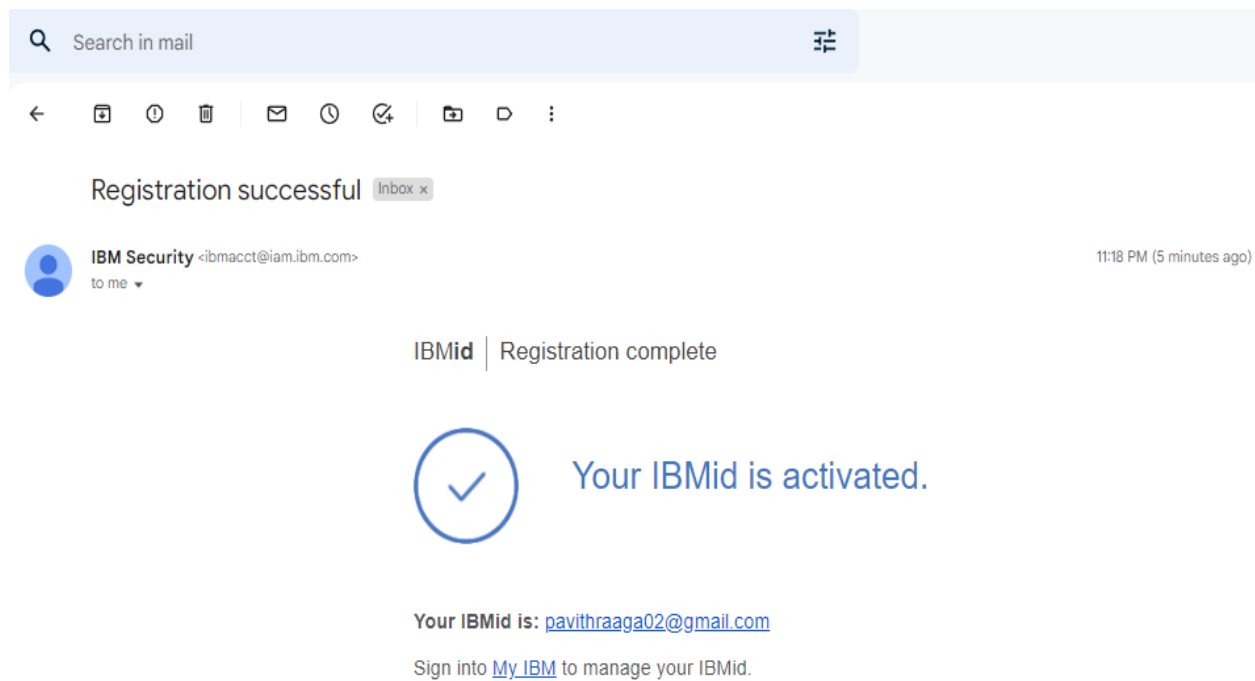 Search in mail
Registration successful Inbox x
IBM Security <ibmacct@iam.ibm.com> 11:18 PM (5 minutes ago)
to me
IBMid Registration complete
Your IBMid is activated.
Your IBMid is: pavithraaga02@gmail.com
Sign into My IBM to manage your IBMid.